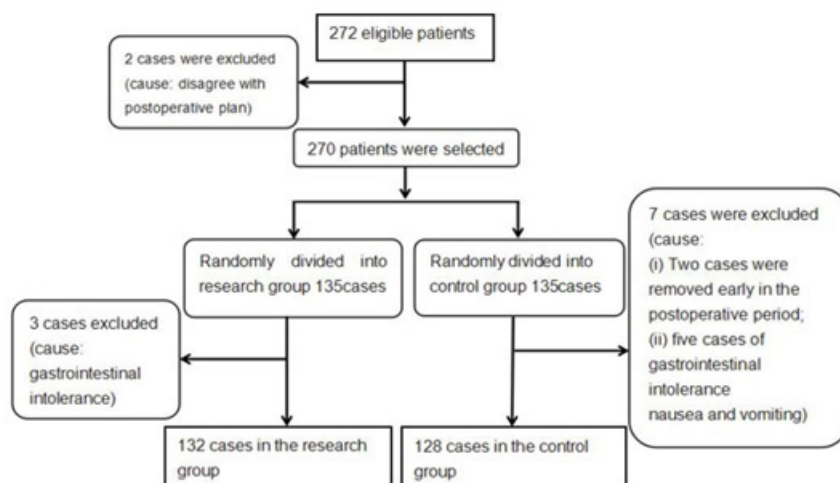 272 eligible patients
2 cases were excluded
(cause: disagree with
postoperative plan)
270 patients were selected
Randomly divided into
research group 135cases
Randomly divided into
control group 135cases
7 cases were excluded
(cause:
(i) Two cases were
removed early in the
postoperative period;
(ii) five cases of
gastrointestinal
intolerance
nausea and vomiting)
3 cases excluded
(cause:
gastrointestinal
intolerance)
132 cases in the research
group
128 cases in the control
group